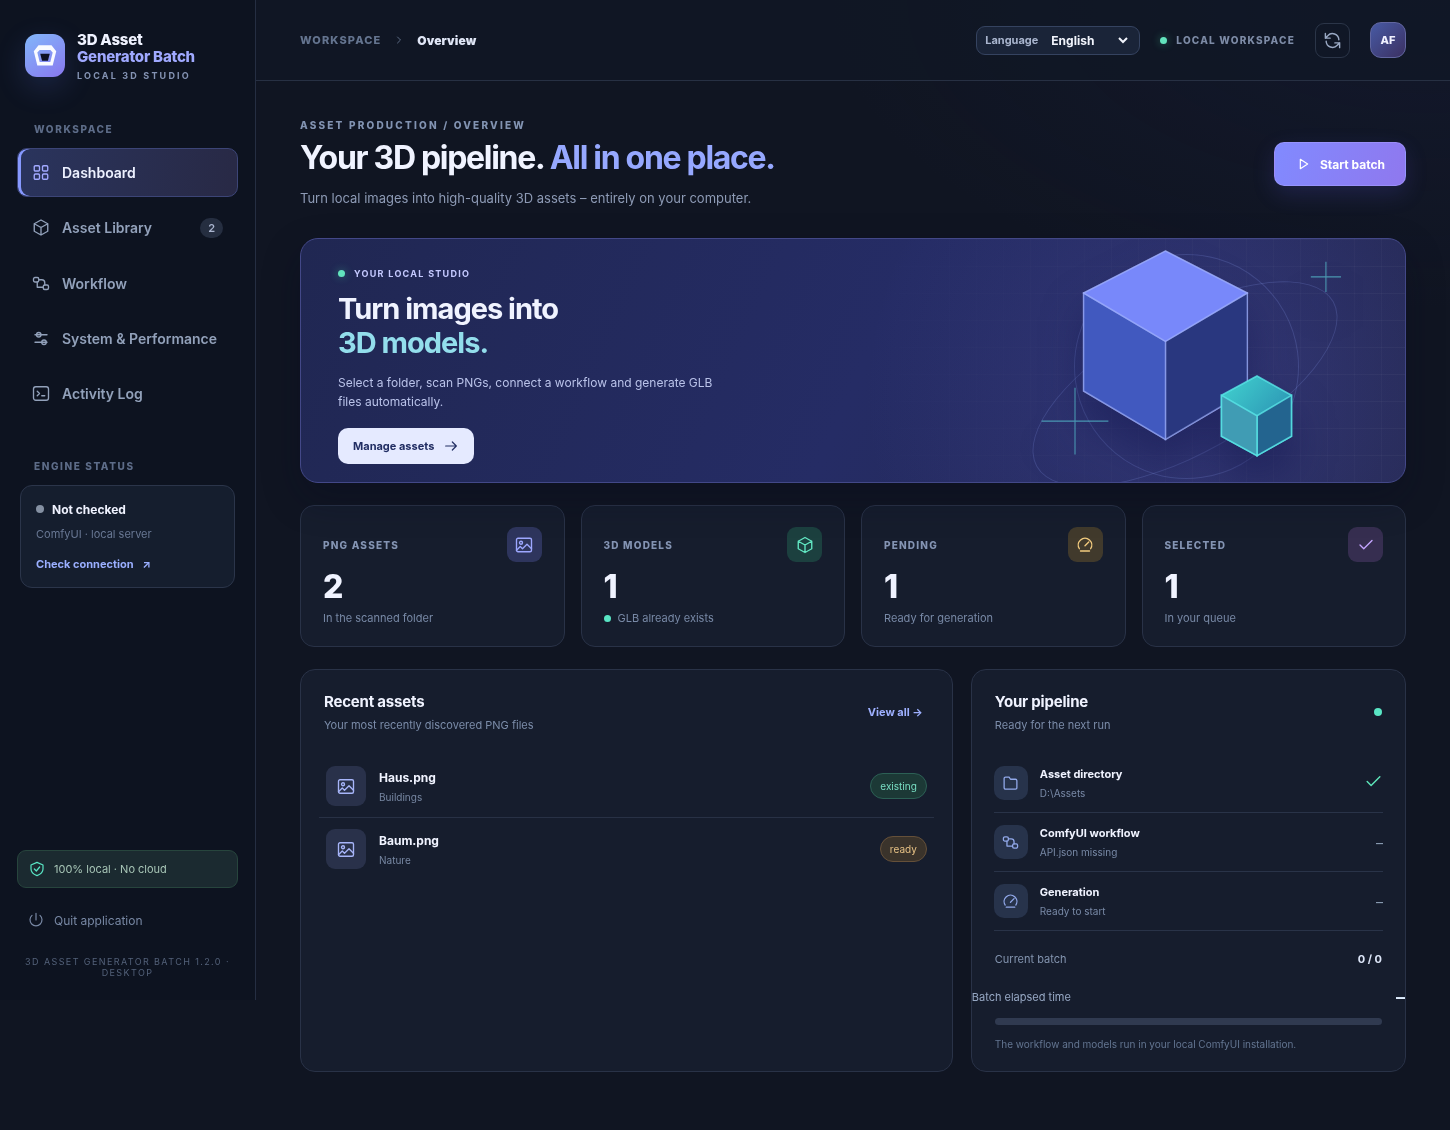 3D Asset
Generator Batch
LOCAL 3D STUDIO
WORKSPACE
Dashboard
Asset Library
2
Workflow
System & Performance
Activity Log
ENGINE STATUS
Not checked
ComfyUI · local server
Check connection
100% local · No cloud
Quit application
3D ASSET GENERATOR BATCH 1.2.0 ·
DESKTOP
WORKSPACE
Overview
Language
English
LOCAL WORKSPACE
AF
ASSET PRODUCTION / OVERVIEW
Your 3D pipeline. All in one place.
Turn local images into high-quality 3D assets – entirely on your computer.
Start batch
YOUR LOCAL STUDIO
Turn images into
3D models.
Select a folder, scan PNGs, connect a workflow and generate GLB
files automatically.
Manage assets →
PNG ASSETS
2
In the scanned folder
3D MODELS
1
GLB already exists
PENDING
1
Ready for generation
SELECTED
1
In your queue
Recent assets
Your most recently discovered PNG files
View all →
Haus.png
Buildings
existing
Baum.png
Nature
ready
Your pipeline
Ready for the next run
Asset directory
D:\Assets
ComfyUI workflow
API.json missing
–
Generation
Ready to start
–
Current batch
0 / 0
Batch elapsed time
–
The workflow and models run in your local ComfyUI installation.